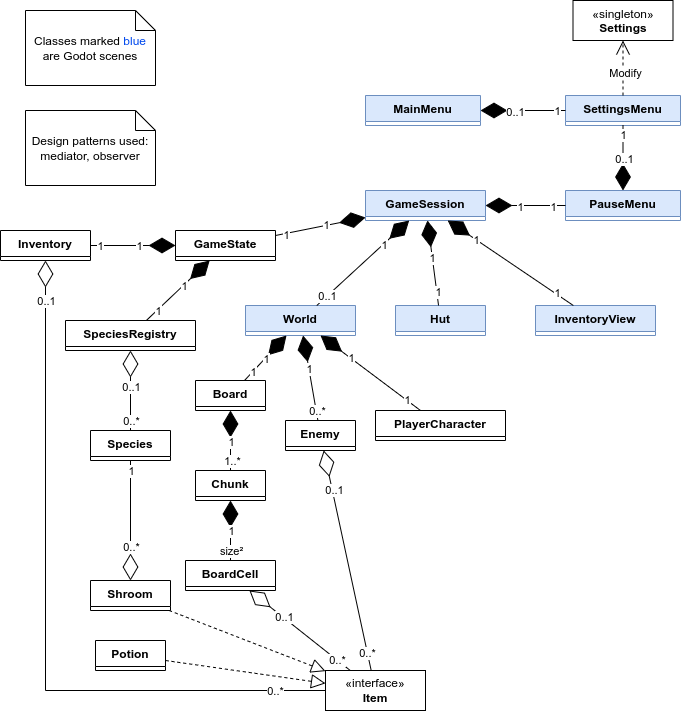 «singleton»
Settings
Classes marked blue
are Godot scenes
Modify
MainMenu
0..1
1
SettingsMenu
Design patterns used:
mediator, observer
1
0..1
GameSession
1
1
PauseMenu
1
1
Inventory
1
1
GameState
1
1
1
0..1
1
1
0..1
1
1
1
World
Hut
InventoryView
SpeciesRegistry
1
1
1
1
0..1
Board
1
0..*
0..*
PlayerCharacter
Species
1
Enemy
1..*
1
Chunk
0..1
1
0..*
size²
BoardCell
Shroom
0..1
Potion
0..*
0..*
0..*
«interface»
Item